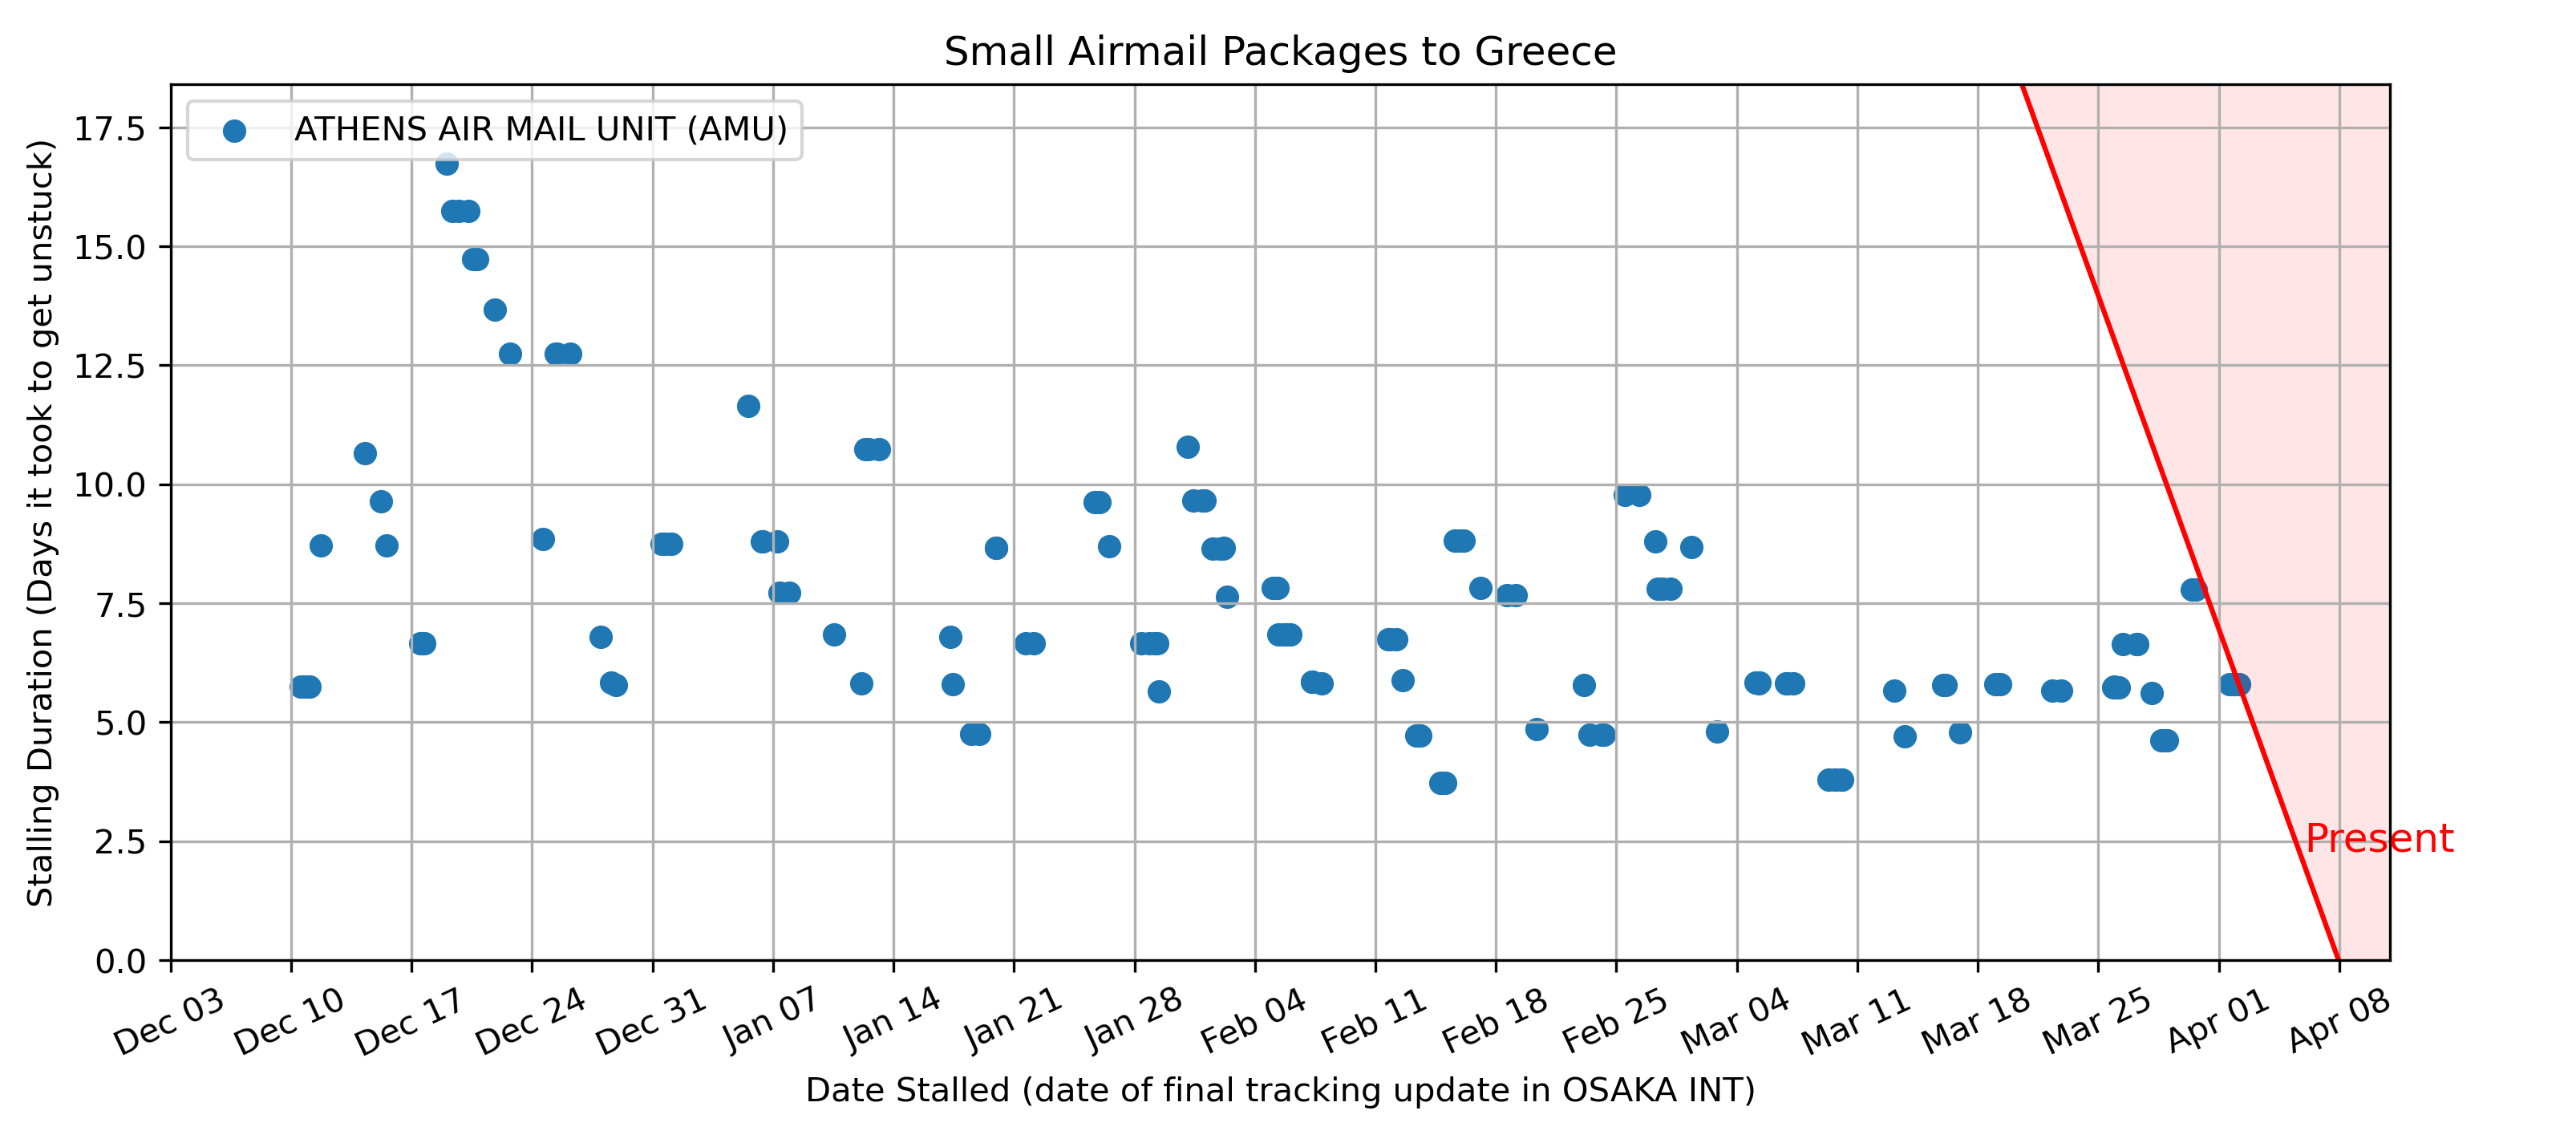 Small Airmail Packages to Greece
ATHENS AIR MAIL UNIT (AMU)
Stalling Duration (Days it took to get unstuck)
17.5
15.0
12.5
10.0
7.5
5.0
2.5
0.0
Present
Dec 03
Dec 10
Dec 17
Dec 24
Dec 31
Jan 07
Jan 14
Jan 21
Jan 28
Feb 04
Feb 11
Feb 18
Feb 25
Mar 04
Mar 11
Mar 18
Mar 25
Apr 01
Apr 08
Date Stalled (date of final tracking update in OSAKA INT)